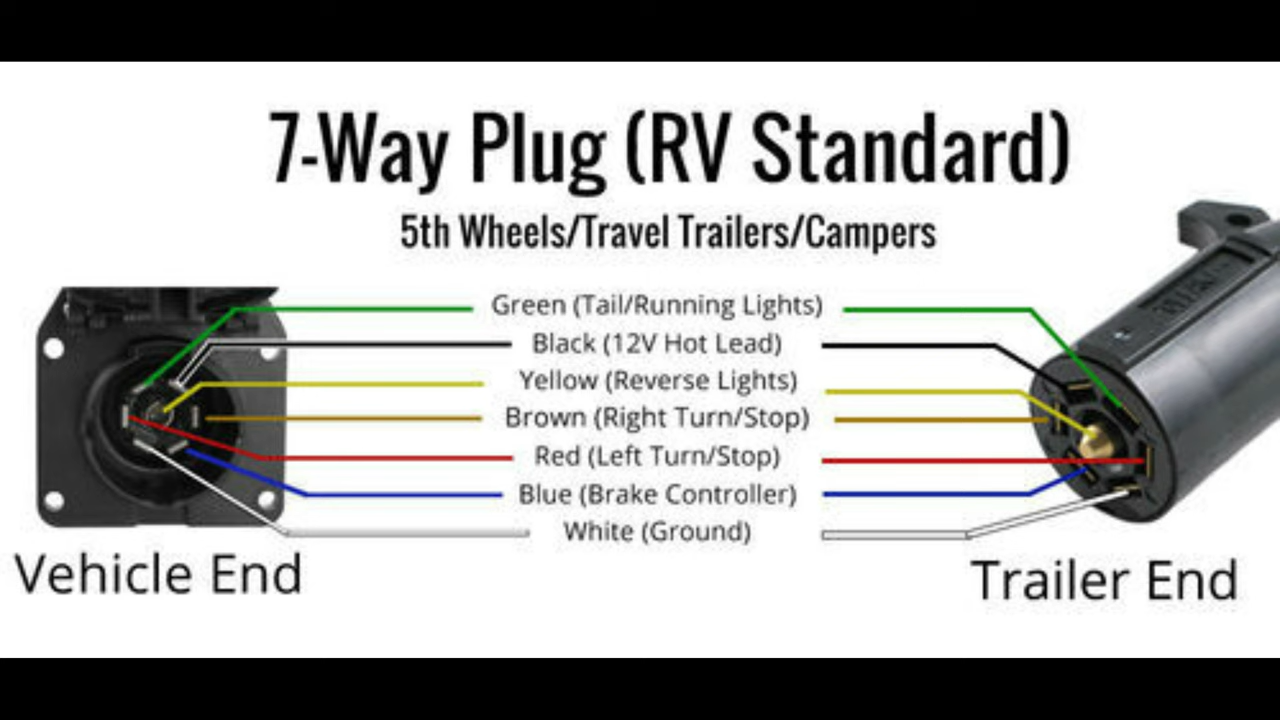 7-Way Plug (RV Standard)
5th Wheels/Travel Trailers/Campers
Green (Tail/Running Lights)
Black (12V Hot Lead)
Yellow (Reverse Lights)
Brown (Right Turn/Stop)
Red (Left Turn/Stop)
Blue (Brake Controller)
White (Ground)
Vehicle End
Trailer End